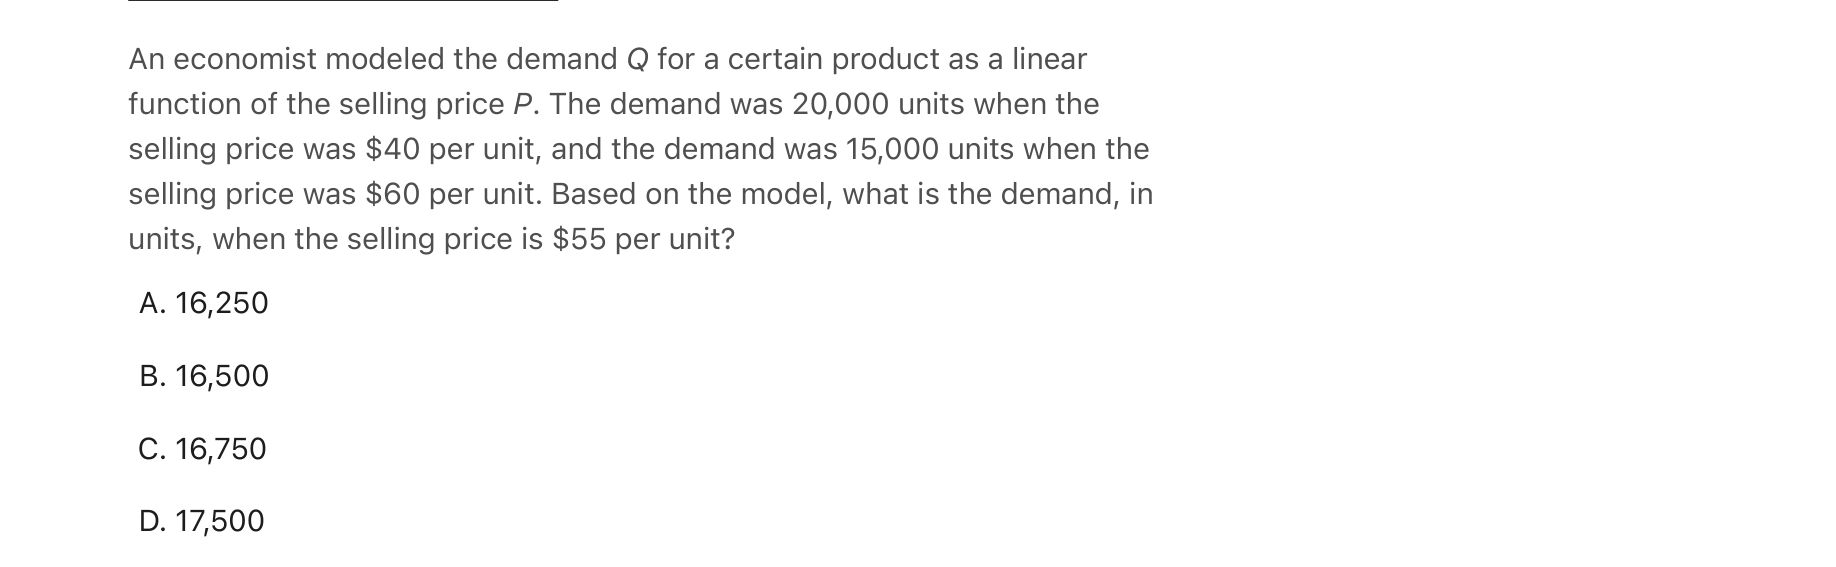 An economist modeled the demand Q for a certain product as a linear
function of the selling price P. The demand was 20,000 units when the
selling price was $40 per unit, and the demand was 15,000 units when the
selling price was $60 per unit. Based on the model, what is the demand, in
units, when the selling price is $55 per unit?
A. 16,250
B. 16,500
C. 16,750
D. 17,500